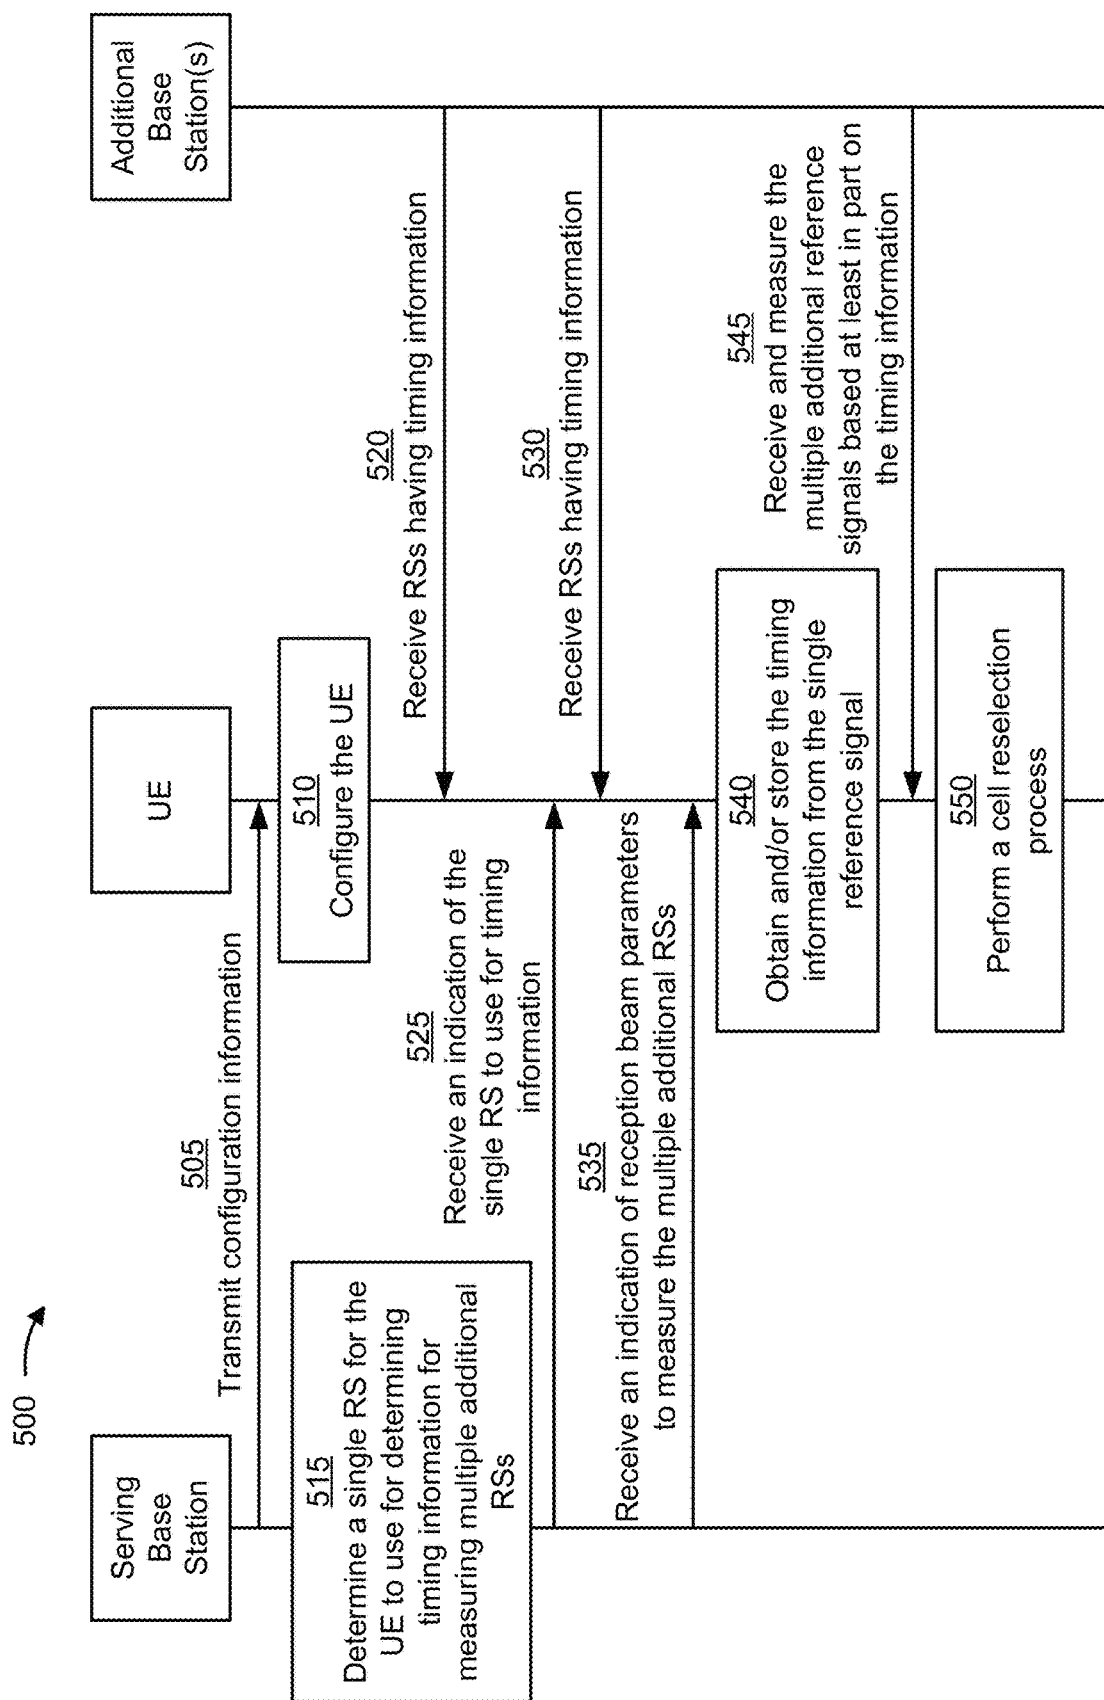 500
Serving
Base
Station
UE
Additional
Base
Station(s)
505
Transmit configuration information
510
Configure the UE
515
Determine a single RS for the
UE to use for determining
timing information for
measuring multiple additional
RSs
520
Receive RSs having timing information
525
Receive an indication of the
single RS to use for timing
information
530
Receive RSs having timing information
535
Receive an indication of reception beam parameters
to measure the multiple additional RSs
540
Obtain and/or store the timing
information from the single
reference signal
545
Receive and measure the
multiple additional reference
signals based at least in part on
the timing information
550
Perform a cell reselection
process